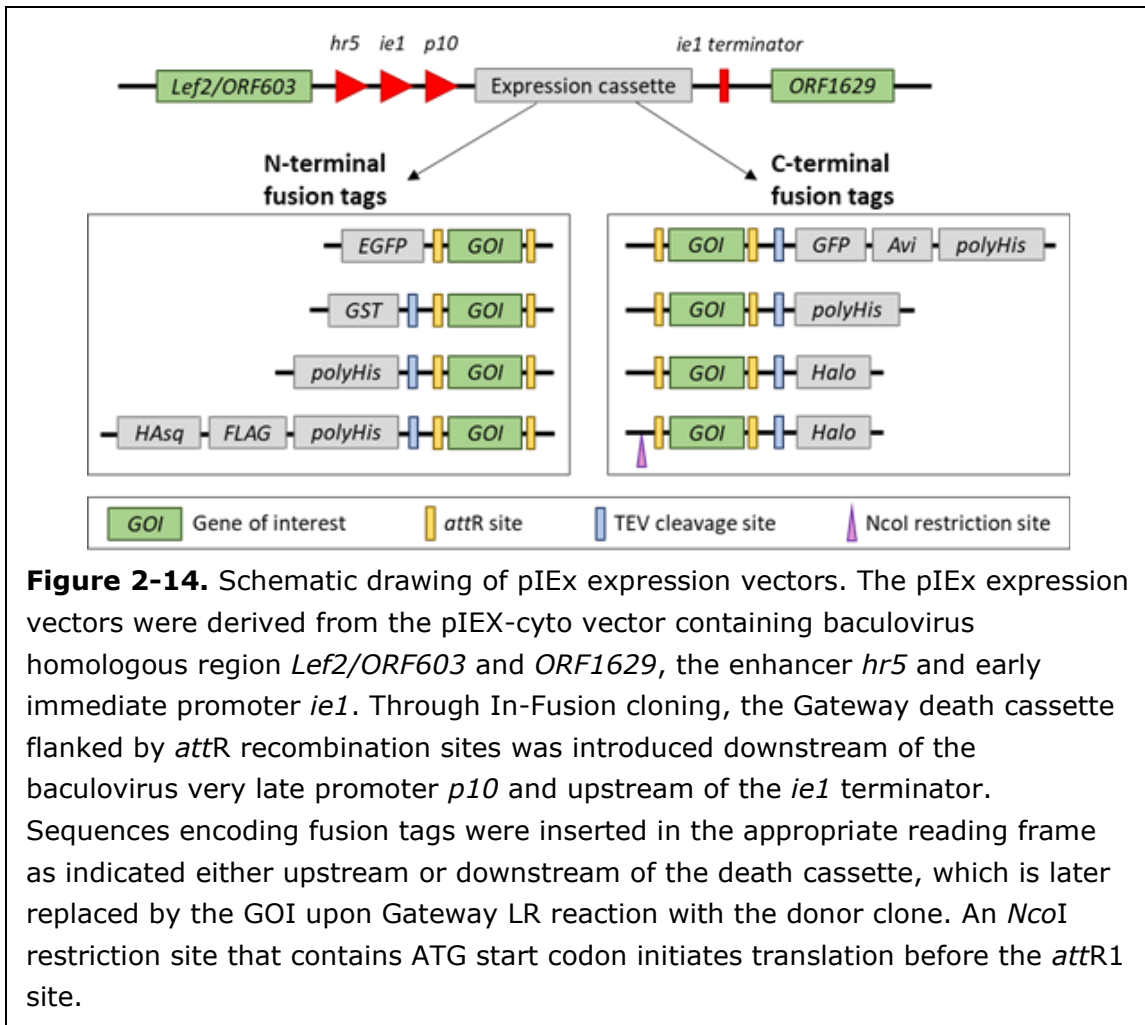 hr5 ie1 p10 ie1 terminator
Lef2/ORF603 Expression cassette ORF1629
N-terminal
fusion tags
C-terminal
fusion tags
EGFP GOI
GST GOI
polyHis GOI
HAsq FLAG polyHis GOI
GOI GFP Avi polyHis
GOI polyHis
GOI Halo
GOI Halo
GOI Gene of interest attR site TEV cleavage site NcoI restriction site
Figure 2-14. Schematic drawing of pIEx expression vectors. The pIEx expression
vectors were derived from the pIEX-cyto vector containing baculovirus
homologous region Lef2/ORF603 and ORF1629, the enhancer hr5 and early
immediate promoter ie1. Through In-Fusion cloning, the Gateway death cassette
flanked by attR recombination sites was introduced downstream of the
baculovirus very late promoter p10 and upstream of the ie1 terminator.
Sequences encoding fusion tags were inserted in the appropriate reading frame
as indicated either upstream or downstream of the death cassette, which is later
replaced by the GOI upon Gateway LR reaction with the donor clone. An NcoI
restriction site that contains ATG start codon initiates translation before the attR1
site.